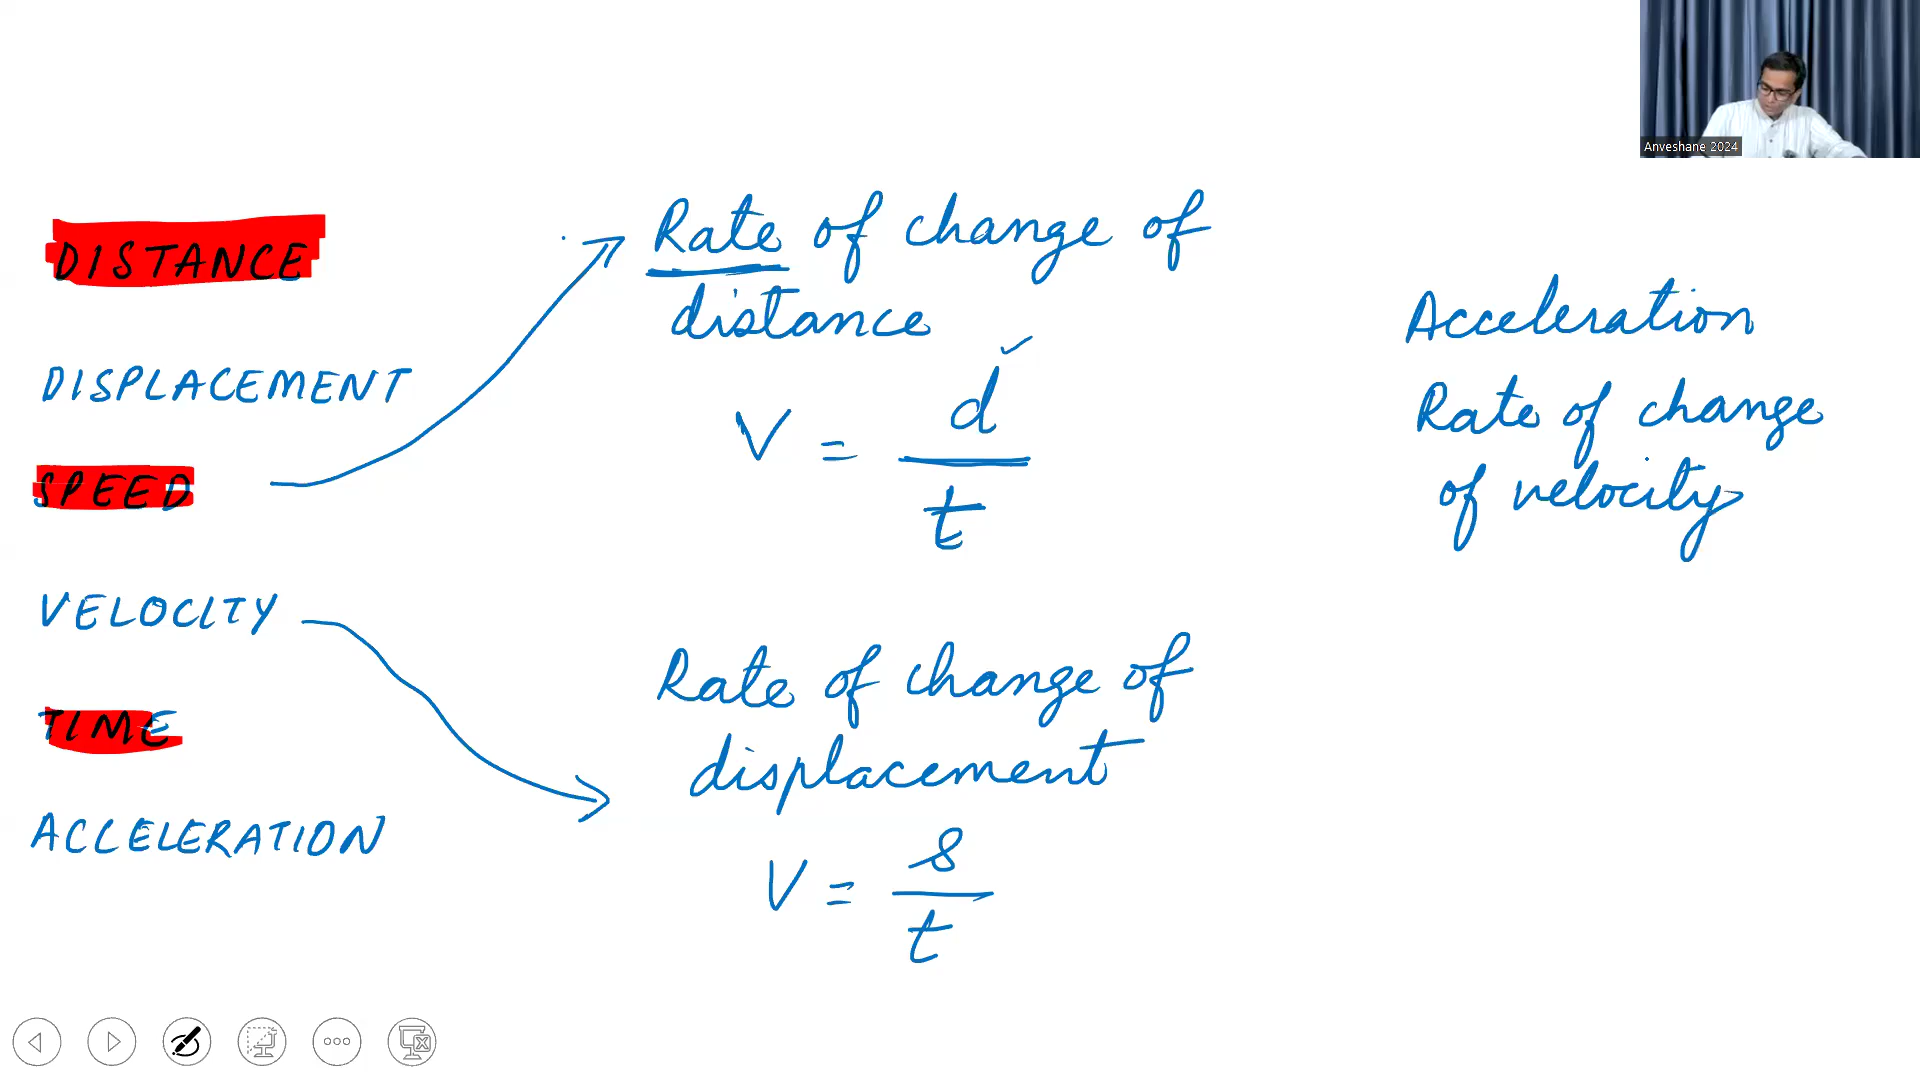 Anveshane 2024
DISTANCE
DISPLACEMENT
SPEED
VELOCITY
TIME
ACCELERATION
Rate of change of
distance
V = d
t
Rate of change of
displacement
V = s
t
Acceleration
Rate of change
of velocity